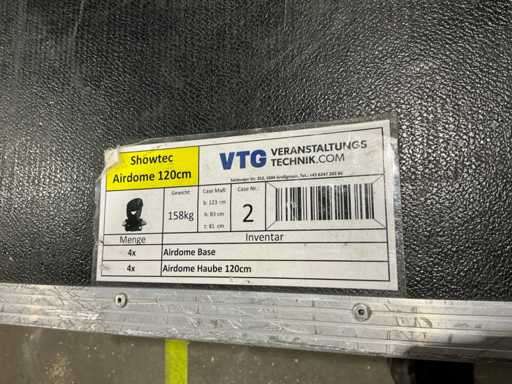 Showtec
Airdome 120cm
VTG VERANSTALTUNGS
TECHNIK.COM
Gewicht
158kg
Case Maß:
b: 123 cm
h: 83 cm
t: 81 cm
Case Nr.:
2
Menge Inventar
4x Airdome Base
4x Airdome Haube 120cm